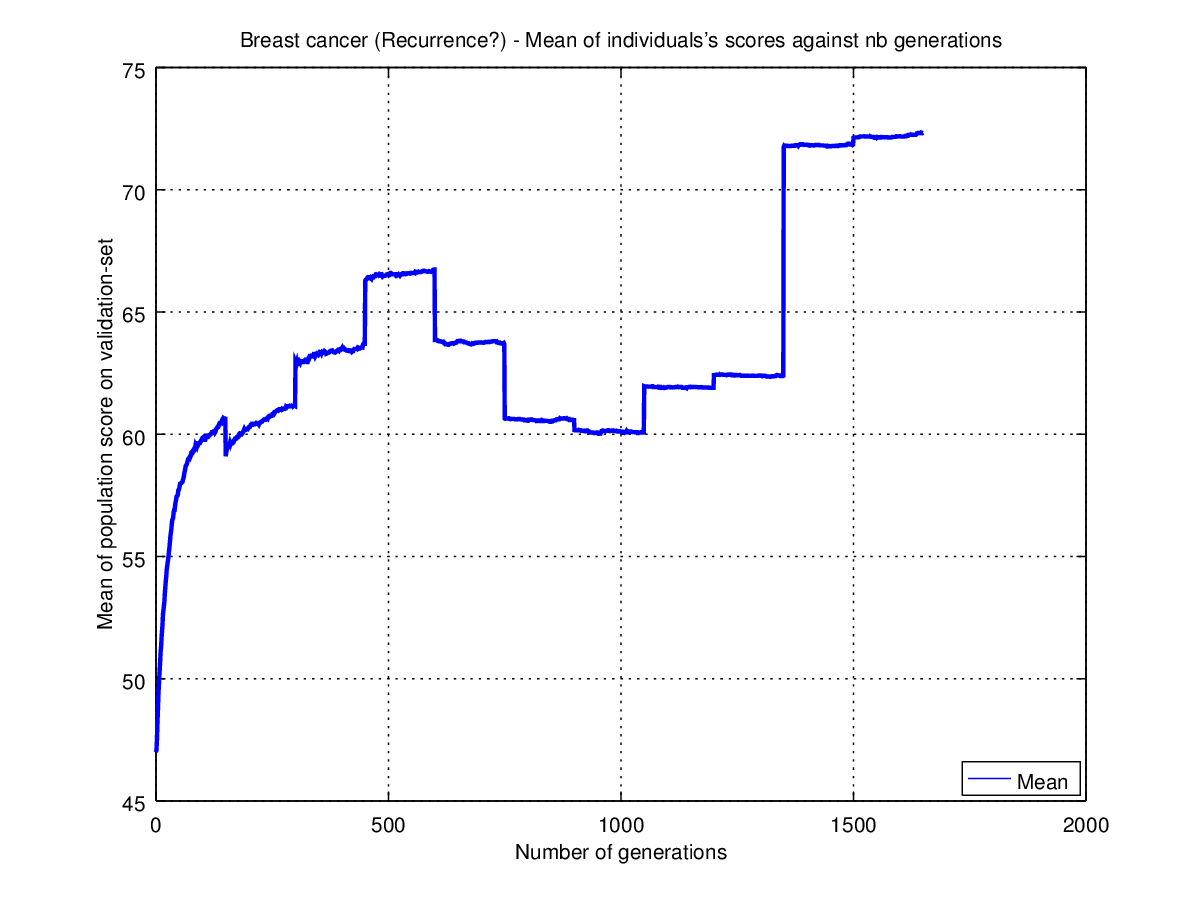 Breast cancer (Recurrence?) - Mean of individuals's scores against nb generations
75
70
65
60
55
50
45
Mean of population score on validation-set
0 500 1000 1500 2000
Number of generations
Mean